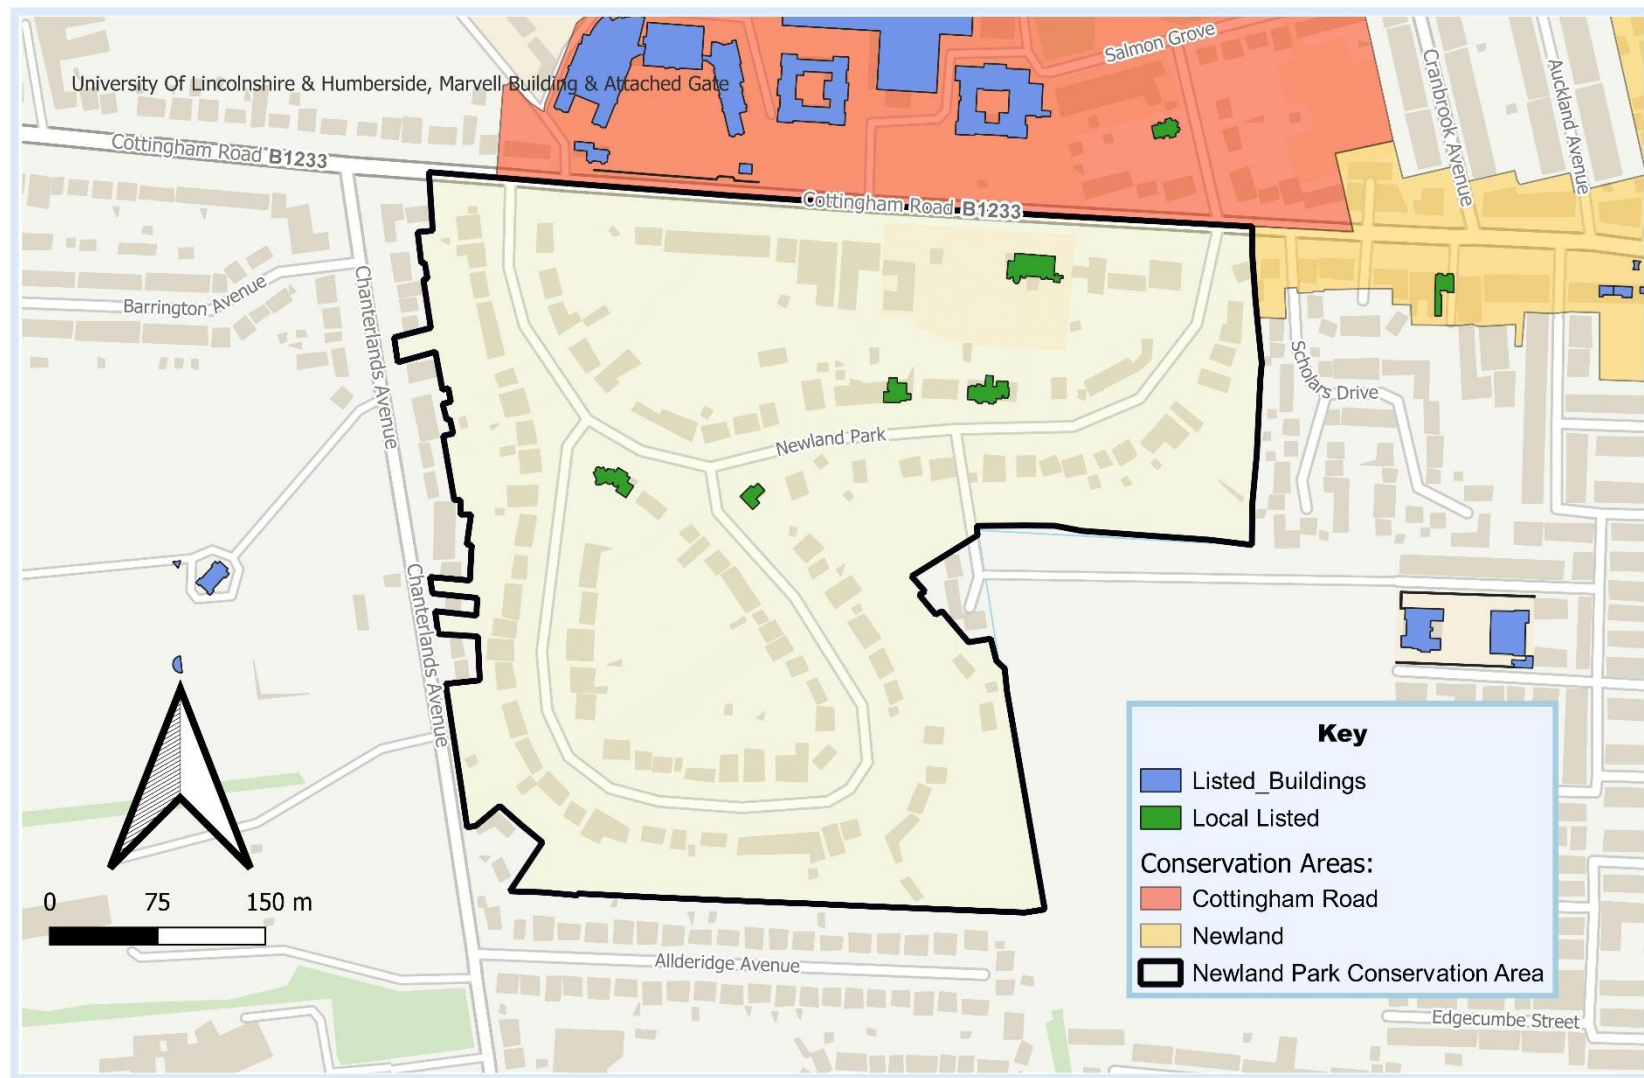 Salmon Grove
Cranbrook Avenue
Auckland Avenue
University Of Lincolnshire & Humberside, Marvell Building & Attached Gate
Cottingham Road B1233
Cottingham Road B1233
Barrington Avenue
Chanterlands Avenue
Scholars Drive
Newland Park
Chanterlands Avenue
0 75 150 m
Allderidge Avenue
Key
Listed_Buildings
Local Listed
Conservation Areas:
Cottingham Road
Newland
Newland Park Conservation Area
Edgecumbe Street